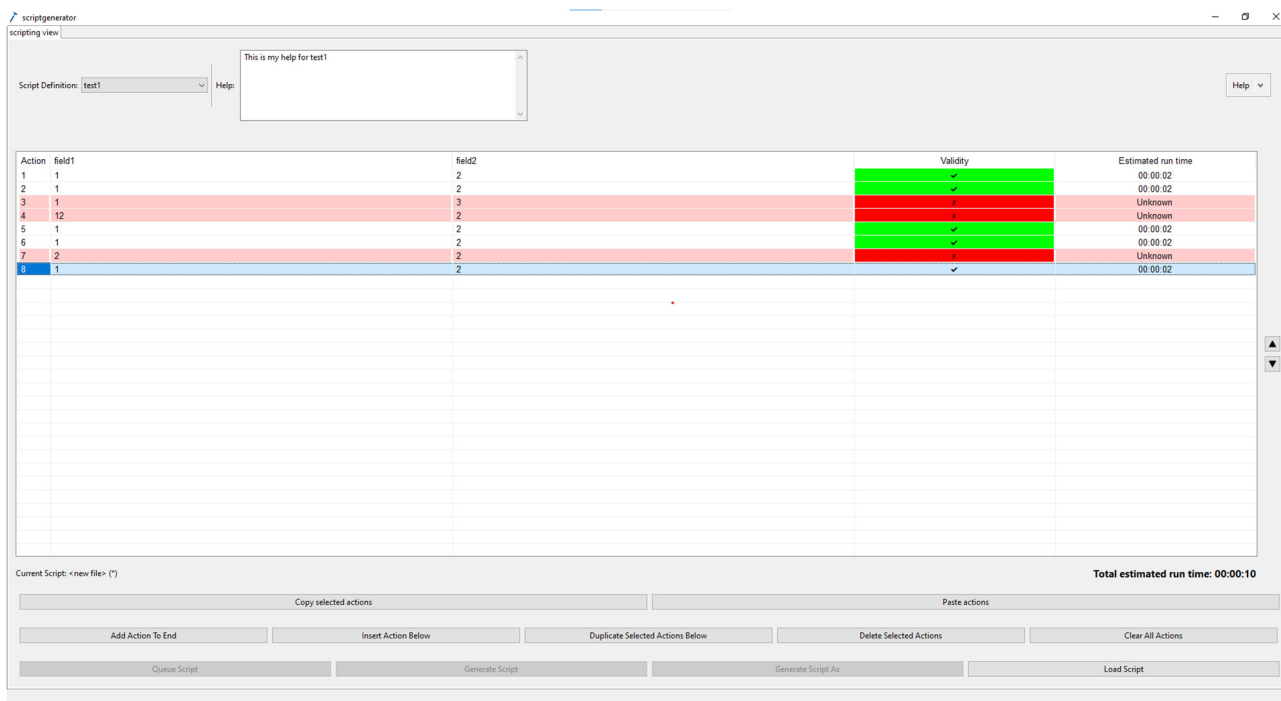 scriptgenerator
scripting view
This is my help for test1
Script Definition: test1 Help:
Help
Action field1 field2 Validity Estimated run time
1 1 2 ✔ 00:00:02
2 1 2 ✔ 00:00:02
3 1 3 x Unknown
4 12 2 x Unknown
5 1 2 ✔ 00:00:02
6 1 2 ✔ 00:00:02
7 2 2 x Unknown
8 1 2 ✔ 00:00:02
Current Script: <new file> (*) Total estimated run time: 00:00:10
Copy selected actions Paste actions
Add Action To End Insert Action Below Duplicate Selected Actions Below Delete Selected Actions Clear All Actions
Queue Script Generate Script Generate Script As Load Script